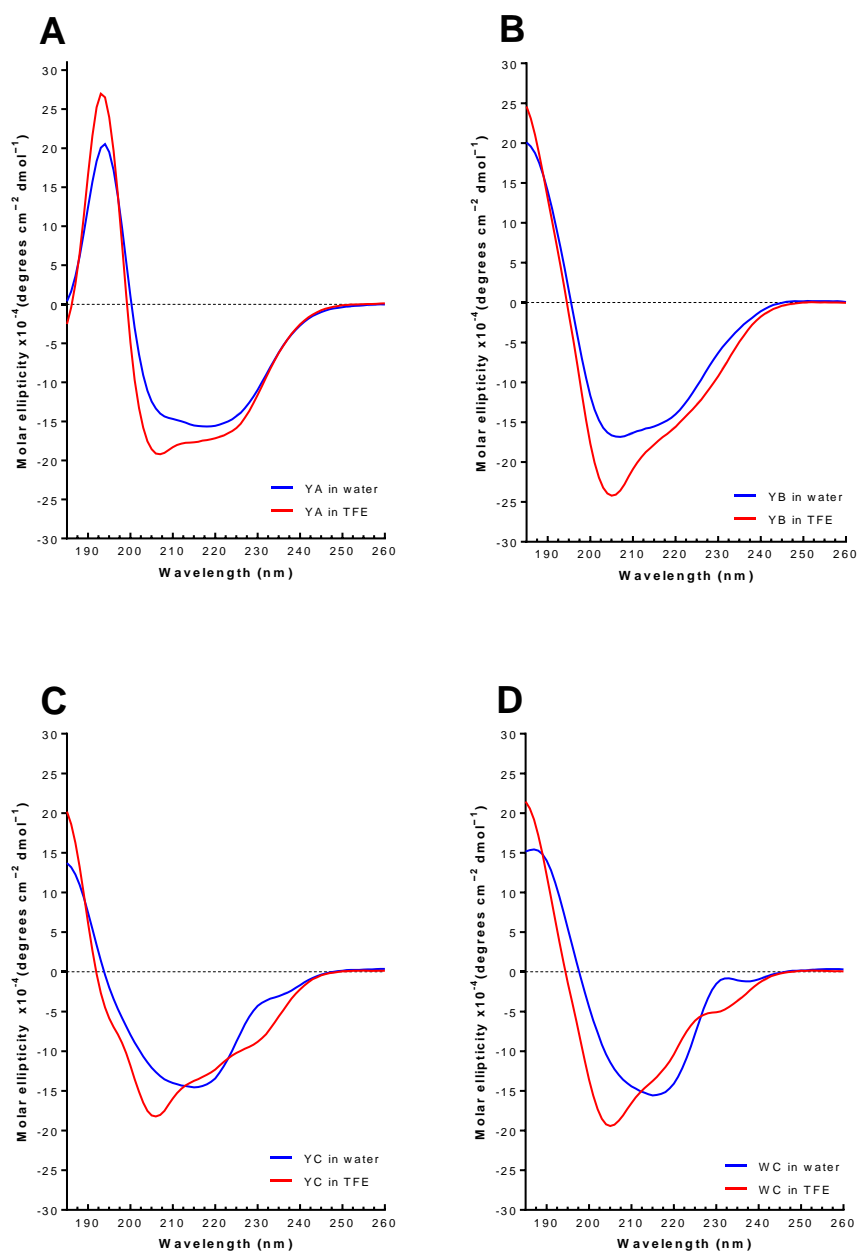 A
Molar ellipticity x10⁻⁴(degrees cm⁻² dmol⁻¹)
30
25
20
15
10
5
0
-5
-10
-15
-20
-25
-30
YA in water
YA in TFE
190 200 210 220 230 240 250 260
Wavelength (nm)
B
Molar ellipticity x10⁻⁴(degrees cm⁻² dmol⁻¹)
30
25
20
15
10
5
0
-5
-10
-15
-20
-25
-30
YB in water
YB in TFE
190 200 210 220 230 240 250 260
Wavelength (nm)
C
Molar ellipticity x10⁻⁴(degrees cm⁻² dmol⁻¹)
30
25
20
15
10
5
0
-5
-10
-15
-20
-25
-30
YC in water
YC in TFE
190 200 210 220 230 240 250 260
Wavelength (nm)
D
Molar ellipticity x10⁻⁴(degrees cm⁻² dmol⁻¹)
30
25
20
15
10
5
0
-5
-10
-15
-20
-25
-30
WC in water
WC in TFE
190 200 210 220 230 240 250 260
Wavelength (nm)